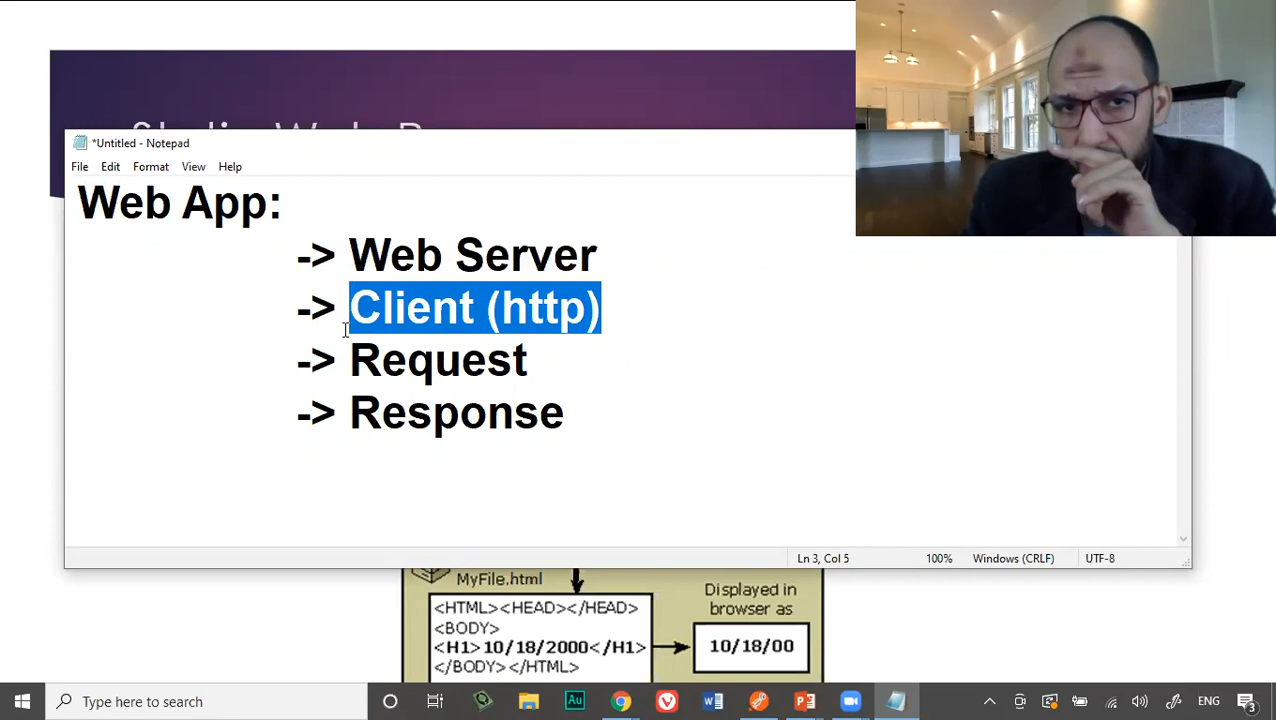 *Untitled - Notepad
File Edit Format View Help
Web App:
-> Web Server
-> Client (http)
-> Request
-> Response
Ln 3, Col 5 100% Windows (CRLF) UTF-8
MyFile.html
<HTML><HEAD></HEAD>
<BODY>
<H1>10/18/2000</H1>
</BODY></HTML>
Displayed in
browser as
10/18/00
Type here to search
ENG
3